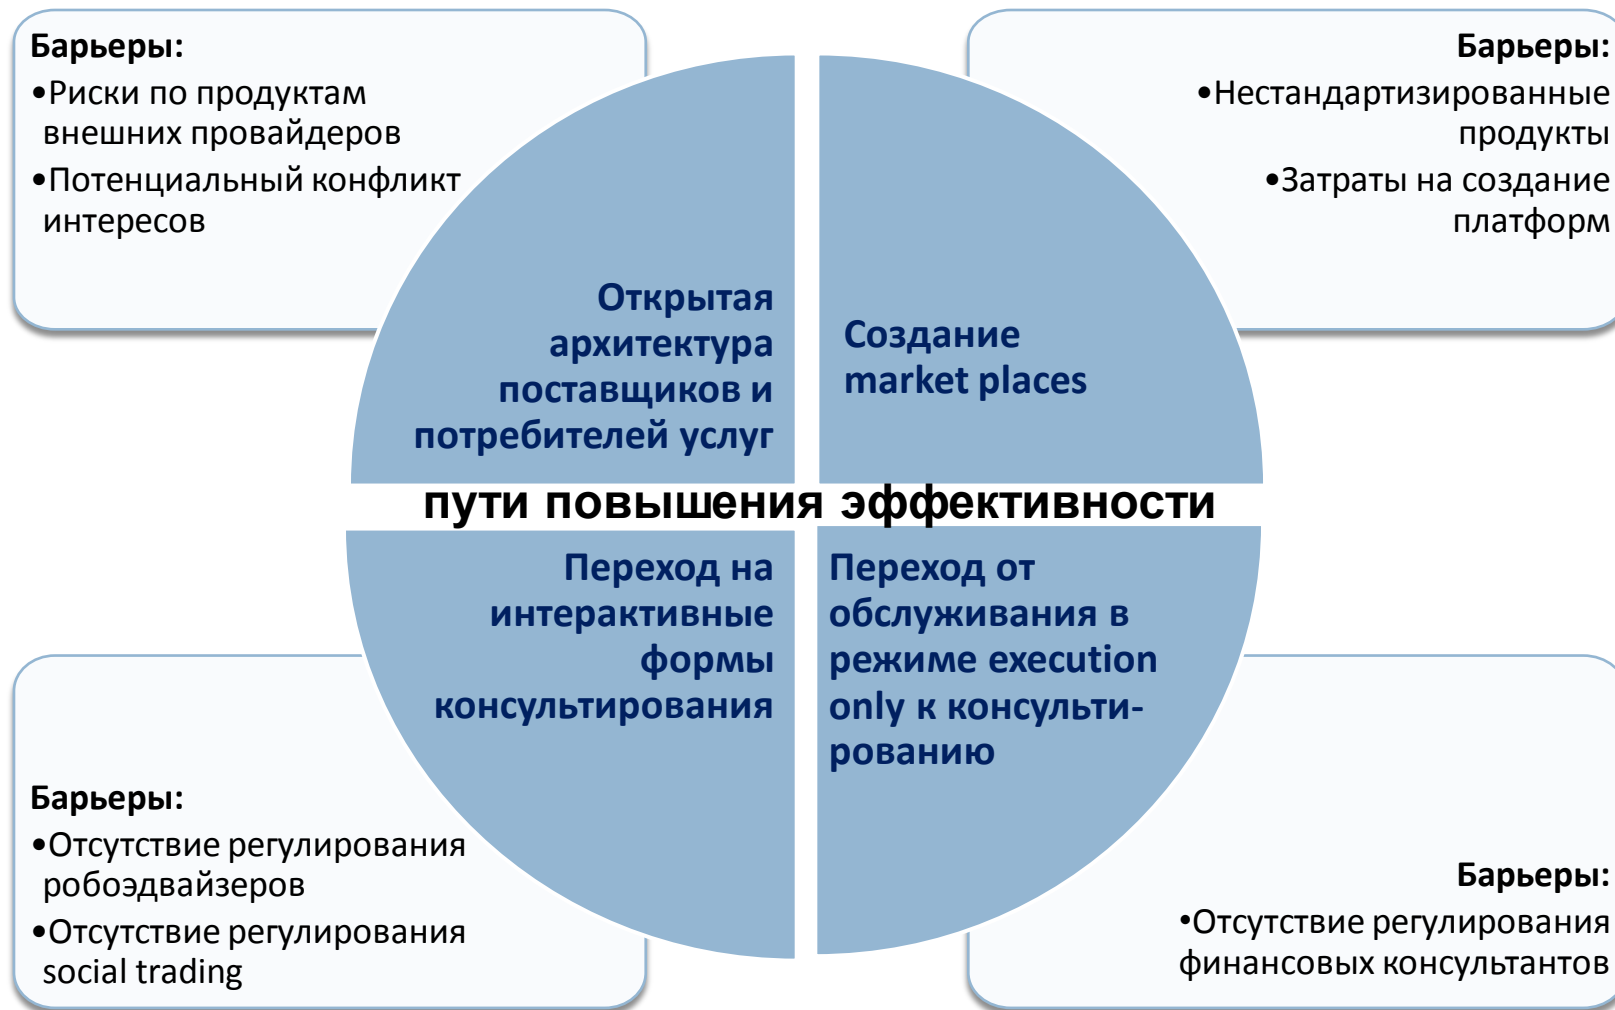 Барьеры:
•Риски по продуктам
внешних провайдеров
•Потенциальный конфликт
интересов
Барьеры:
•Нестандартизированные
продукты
•Затраты на создание
платформ
Открытая
архитектура
поставщиков и
потребителей услуг
Создание
market places
пути повышения эффективности
Переход на
интерактивные
формы
консультирования
Переход от
обслуживания в
режиме execution
only к консульти-
рованию
Барьеры:
•Отсутствие регулирования
робоэдвайзеров
•Отсутствие регулирования
social trading
Барьеры:
•Отсутствие регулирования
финансовых консультантов